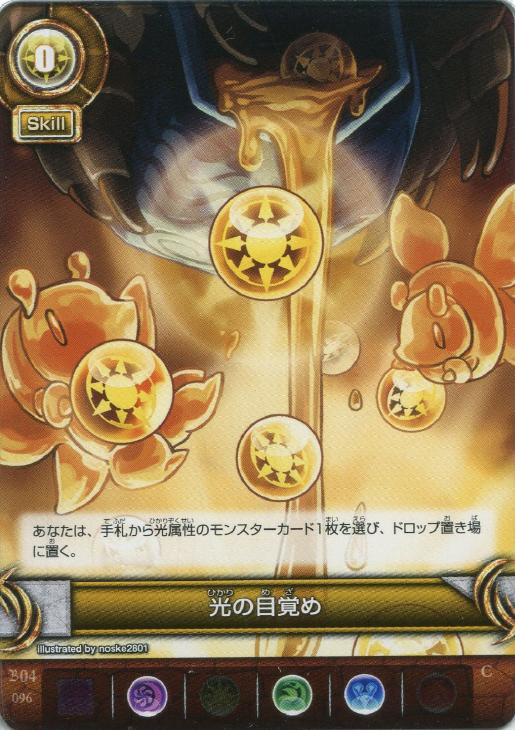 0
Skill
あなたは、手札から光属性のモンスターカード1枚を選び、ドロップ置き場
に置く。
光の目覚め
illustrated by noske2801
B04
096
C